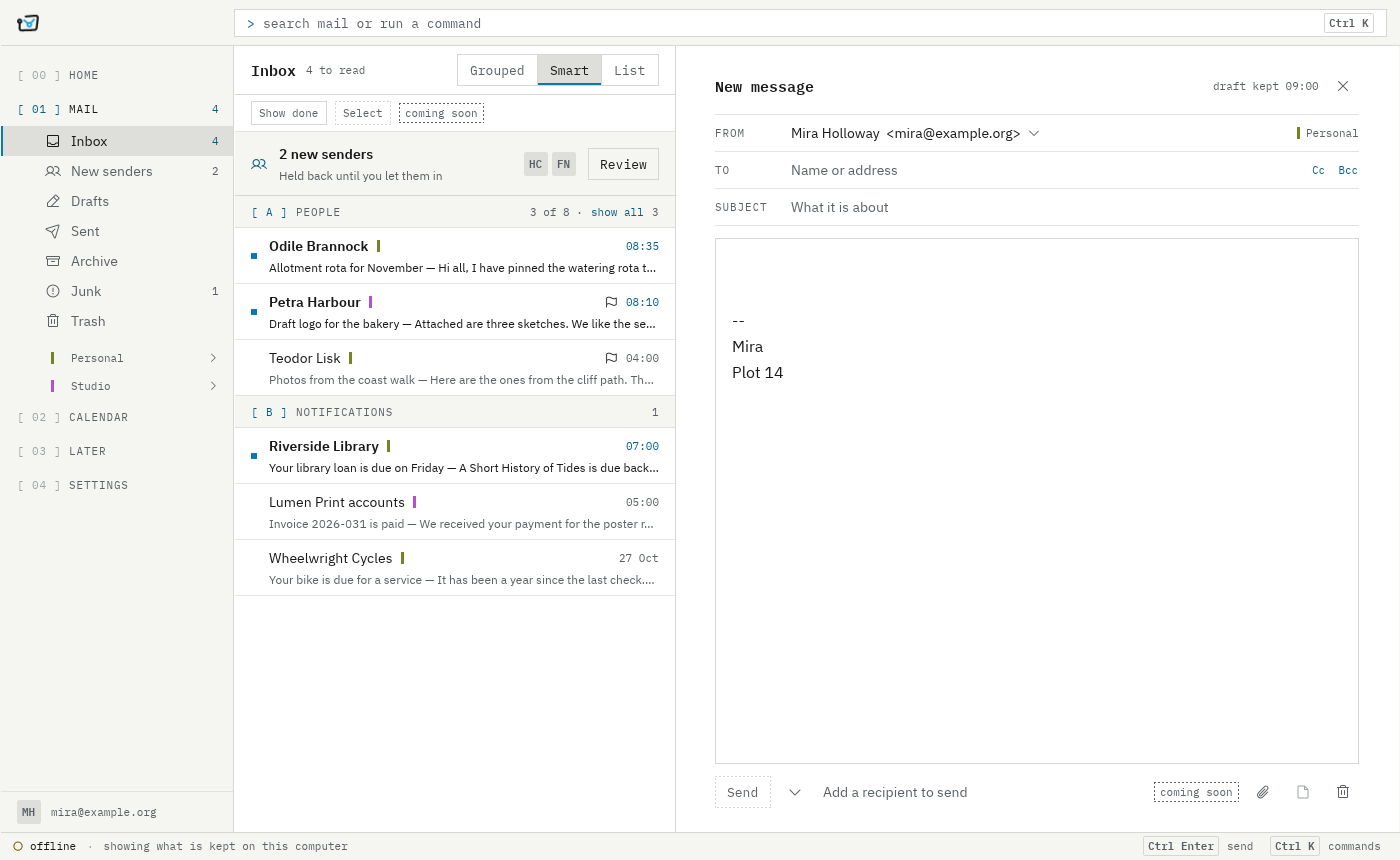 > search mail or run a command Ctrl K
[ 00 ] HOME
[ 01 ] MAIL 4
Inbox 4
New senders 2
Drafts
Sent
Archive
Junk 1
Trash
Personal
Studio
[ 02 ] CALENDAR
[ 03 ] LATER
[ 04 ] SETTINGS
MH mira@example.org
Inbox 4 to read Grouped Smart List
Show done Select coming soon
2 new senders
Held back until you let them in
HC FN Review
[ A ] PEOPLE 3 of 8 · show all 3
Odile Brannock 08:35
Allotment rota for November — Hi all, I have pinned the watering rota t…
Petra Harbour 08:10
Draft logo for the bakery — Attached are three sketches. We like the se…
Teodor Lisk 04:00
Photos from the coast walk — Here are the ones from the cliff path. Th…
[ B ] NOTIFICATIONS 1
Riverside Library 07:00
Your library loan is due on Friday — A Short History of Tides is due back…
Lumen Print accounts 05:00
Invoice 2026-031 is paid — We received your payment for the poster r…
Wheelwright Cycles 27 Oct
Your bike is due for a service — It has been a year since the last check.…
New message draft kept 09:00
FROM Mira Holloway <mira@example.org> Personal
TO Name or address Cc Bcc
SUBJECT What it is about
--
Mira
Plot 14
Send Add a recipient to send coming soon
offline · showing what is kept on this computer Ctrl Enter send Ctrl K commands